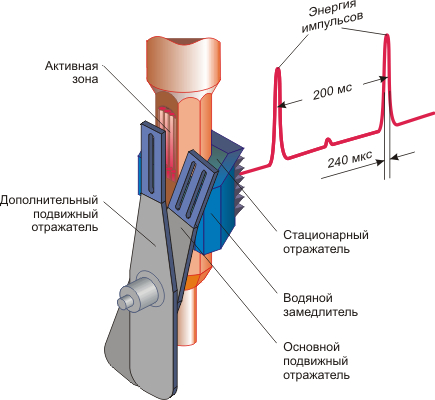 Энергия
импульсов
Активная
зона
200 мс
240 мкс
Дополнительный
подвижный
отражатель
Стационарный
отражатель
Водяной
замедлитель
Основной
подвижный
отражатель